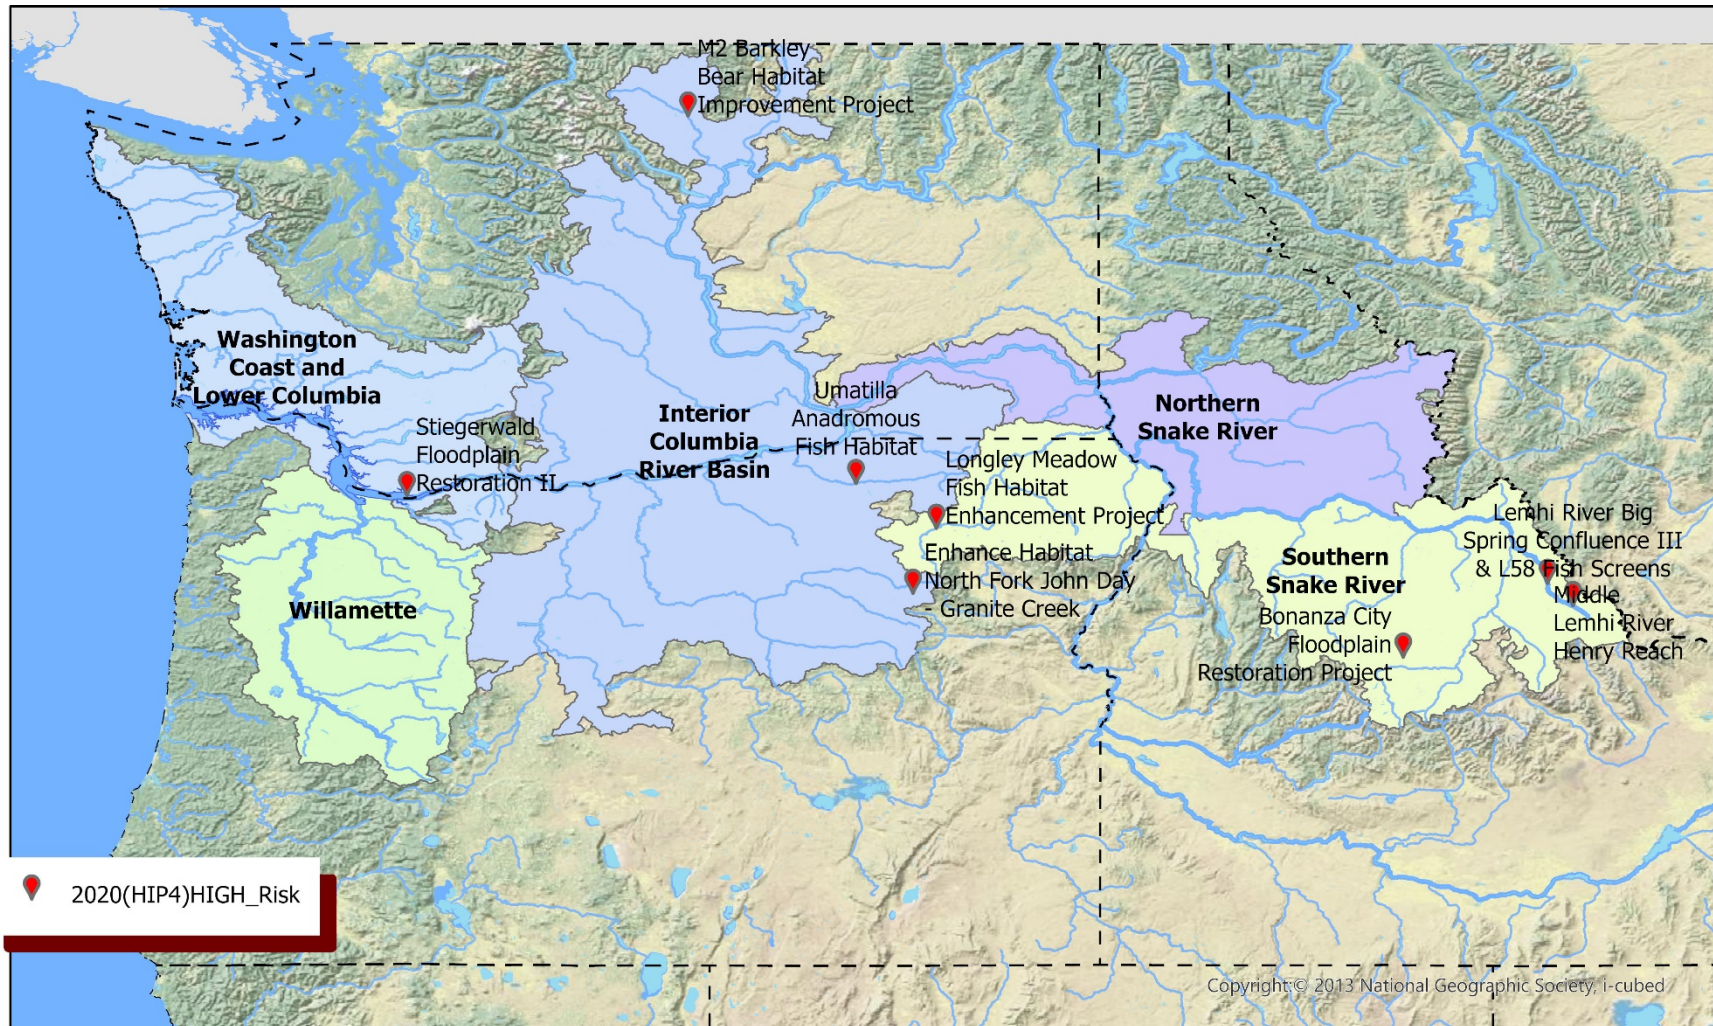 M2 Barkley
Bear Habitat
Improvement Project
Washington
Coast and
Lower Columbia
Stiegerwald
Floodplain
Restoration II
Interior
Columbia
River Basin
Umatilla
Anadromous
Fish Habitat
Northern
Snake River
Longley Meadow
Fish Habitat
Enhancement Project
Enhance Habitat
North Fork John Day
- Granite Creek
Willamette
Southern
Snake River
Lemhi River Big
Spring Confluence III
& L58 Fish Screens
Middle
Lemhi River
Henry Reach
Bonanza City
Floodplain
Restoration Project
2020(HIP4)HIGH_Risk
Copyright:© 2013 National Geographic Society, i-cubed